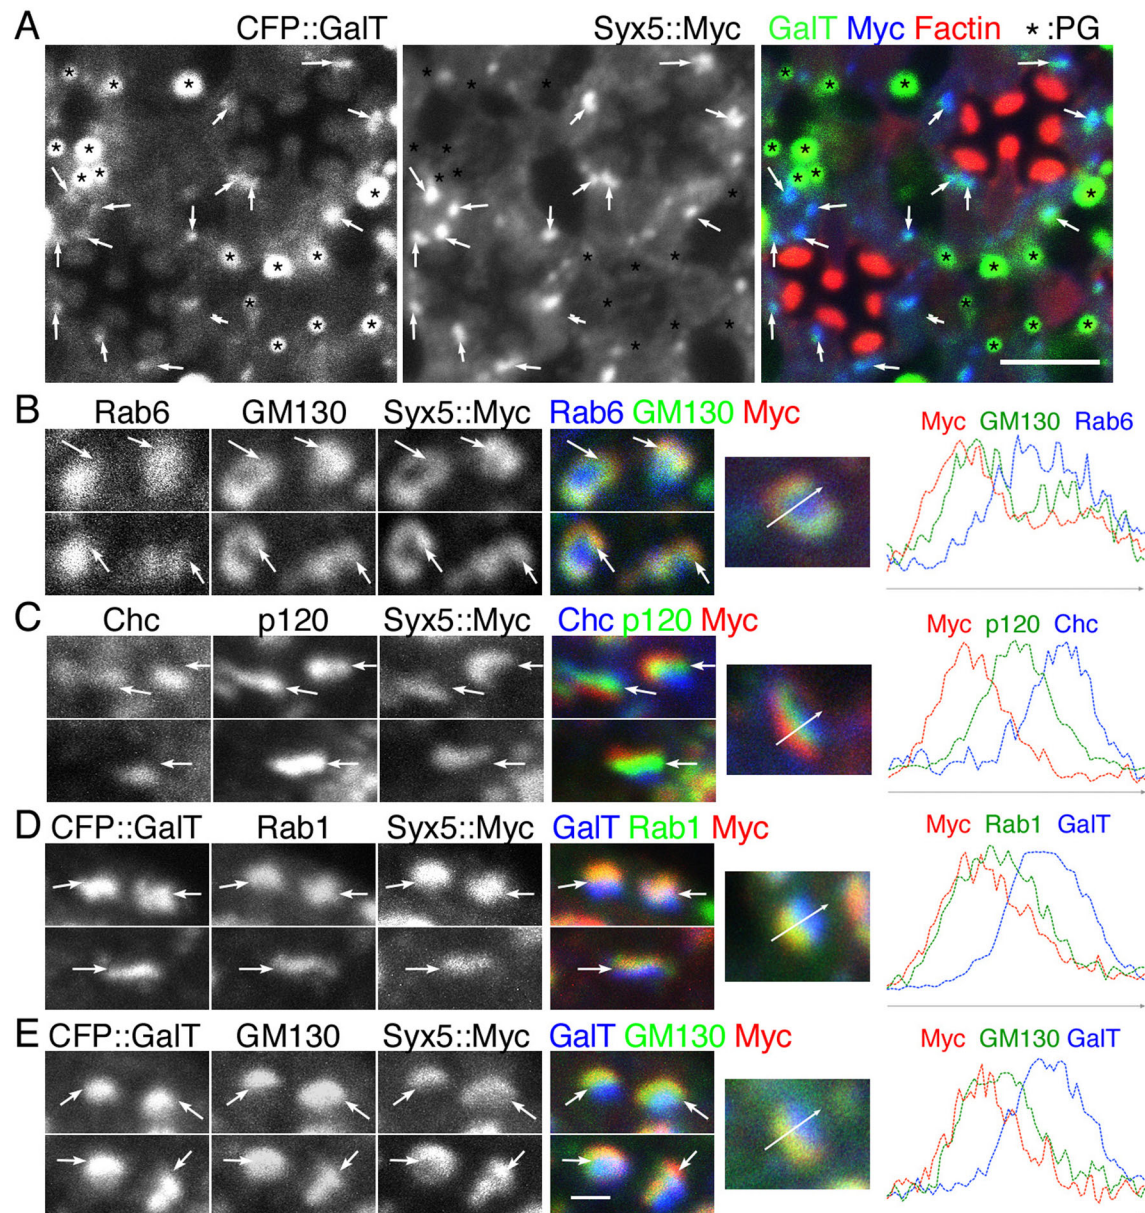 A CFP::GalT Syx5::Myc GalT Myc Factin * :PG
B Rab6 GM130 Syx5::Myc Rab6 GM130 Myc Myc GM130 Rab6
C Chc p120 Syx5::Myc Chc p120 Myc Myc p120 Chc
D CFP::GalT Rab1 Syx5::Myc GalT Rab1 Myc Myc Rab1 GalT
E CFP::GalT GM130 Syx5::Myc GalT GM130 Myc Myc GM130 GalT